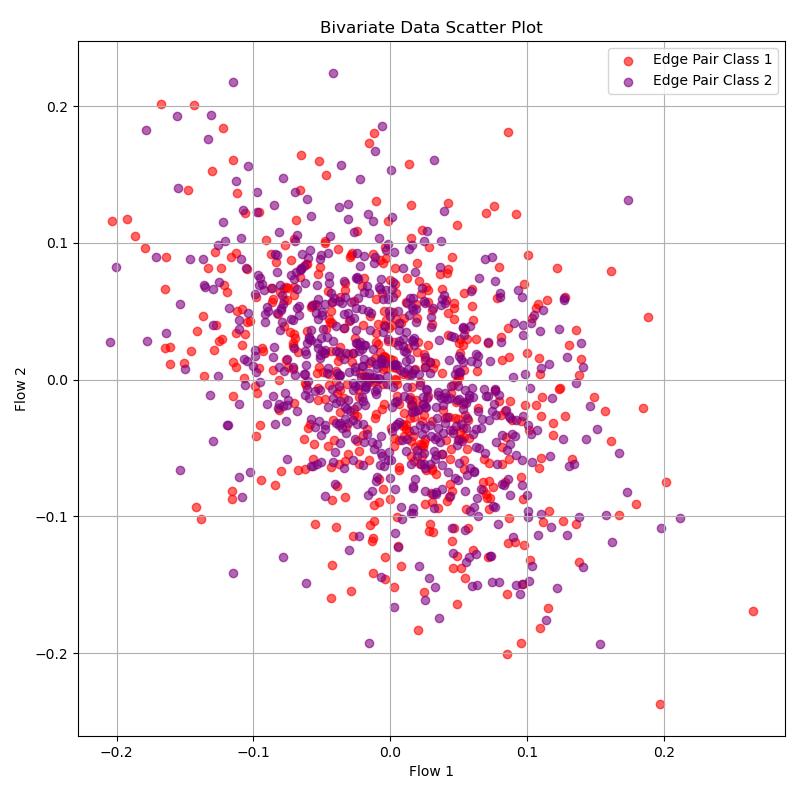 Bivariate Data Scatter Plot
Edge Pair Class 1
Edge Pair Class 2
0.2
0.1
0.0
−0.1
−0.2
Flow 2
−0.2
−0.1
0.0
0.1
0.2
Flow 1